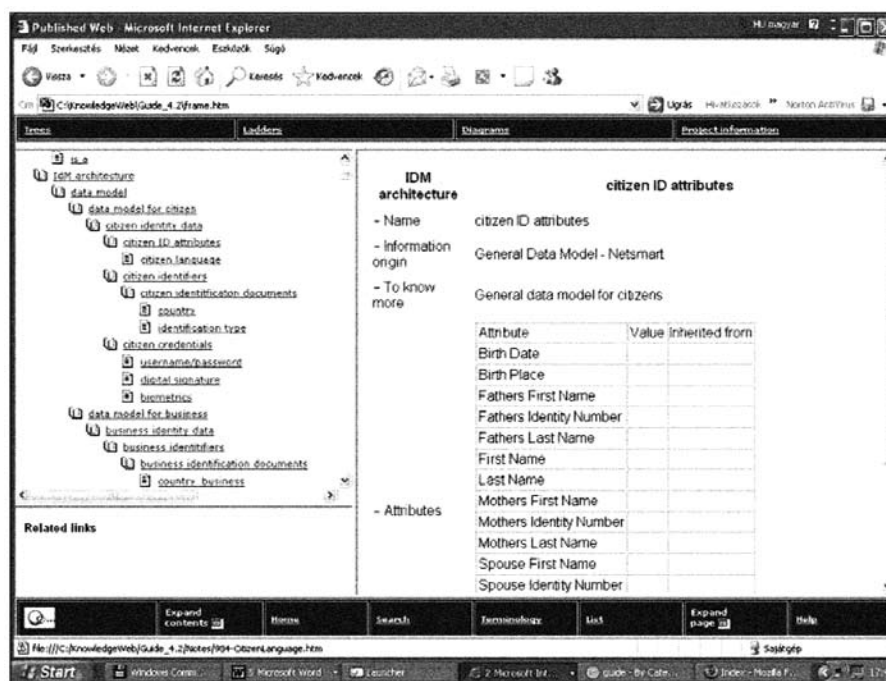 Published Web - Microsoft Internet Explorer
HU magyar
Fájl Szerkesztés Nézet Kedvencek Eszközök Súgó
Vissza Keresés Kedvencek
Cím C:\KnowledgeWeb\Guide_4.2\frame.htm Ugrás Hivatkozások » Norton AntiVirus
Trees Ladders Diagrams Project information
is a
IdM architecture
data model
data model for citizen
citizen identity data
citizen ID attributes
citizen language
citizen identifiers
citizen identitficaton documents
country
identification type
citizen credentials
username/password
digital signature
biometrics
data model for business
business identity data
business identitifiers
business identification documents
country_business
Related links
IDM architecture
citizen ID attributes
- Name citizen ID attributes
- Information origin General Data Model - Netsmart
- To know more General data model for citizens
- Attributes
Attribute Value Inherited from
Birth Date
Birth Place
Fathers First Name
Fathers Identity Number
Fathers Last Name
First Name
Last Name
Mothers First Name
Mothers Identity Number
Mothers Last Name
Spouse First Name
Spouse Identity Number
Expand contents Home Search Terminology List Expand page Help
file:///C:/KnowledgeWeb/Guide_4.2/Notes/904-CitizenLanguage.htm Sajátgép
Start Windows Comm... 5 Microsoft Word Launcher 2 Microsoft Int... guide - By Cate... Index - Mozilla F... 17: